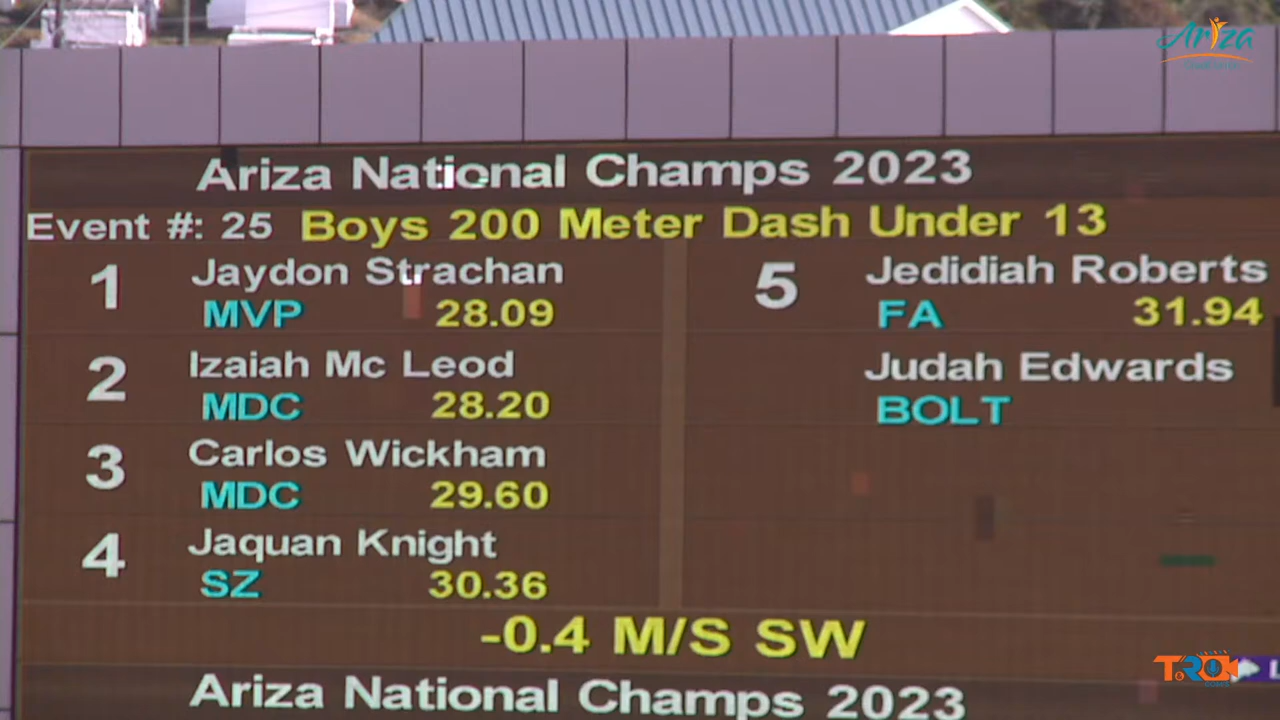 Ariza
Ariza National Champs 2023
Event #: 25 Boys 200 Meter Dash Under 13
1 Jaydon Strachan
MVP 28.09
2 Izaiah Mc Leod
MDC 28.20
3 Carlos Wickham
MDC 29.60
4 Jaquan Knight
SZ 30.36
5 Jedidiah Roberts
FA 31.94
Judah Edwards
BOLT
-0.4 M/S SW
Ariza National Champs 2023